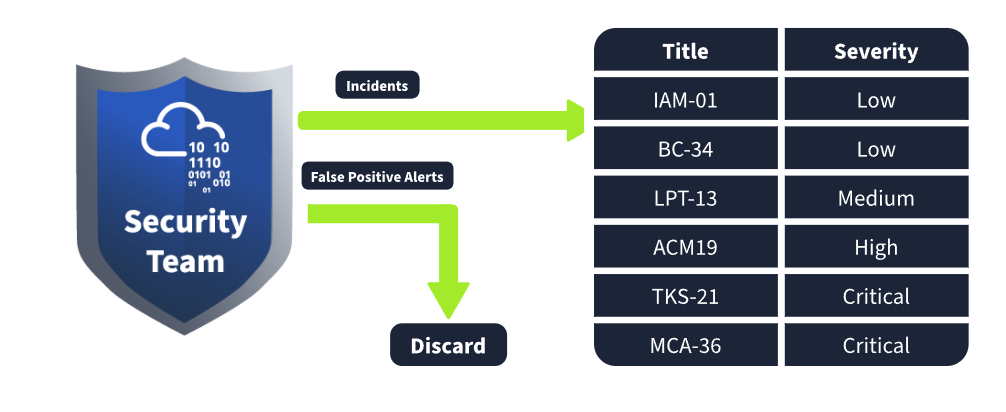 10 10
1110
0101 01
01 010
01
Security
Team
Incidents
False Positive Alerts
Discard
Title Severity
IAM-01 Low
BC-34 Low
LPT-13 Medium
ACM19 High
TKS-21 Critical
MCA-36 Critical